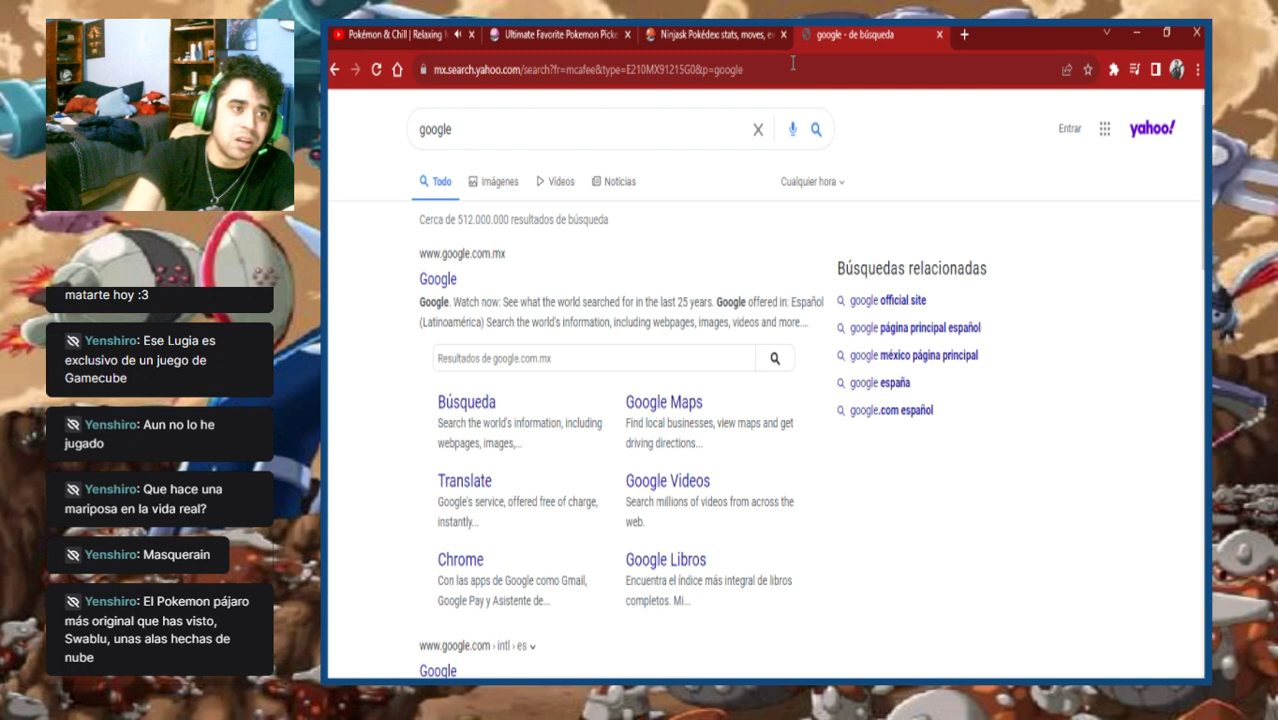 Pokémon & Chill | Relaxing
Ultimate Favorite Pokemon Picke
Ninjask Pokédex: stats, moves, e
google - de búsqueda
mx.search.yahoo.com/search?fr=mcafee&type=E210MX91215G0&p=google
google
Entrar
yahoo!
Todo
Imágenes
Vídeos
Noticias
Cualquier hora
Cerca de 512.000.000 resultados de búsqueda
www.google.com.mx
Google
Google. Watch now: See what the world searched for in the last 25 years. Google offered in: Español
(Latinoamérica) Search the world's information, including webpages, images, videos and more....
Resultados de google.com.mx
Búsqueda
Search the world's information, including
webpages, images,...
Google Maps
Find local businesses, view maps and get
driving directions...
Translate
Google's service, offered free of charge,
instantly...
Google Videos
Search millions of videos from across the
web.
Chrome
Con las apps de Google como Gmail,
Google Pay y Asistente de...
Google Libros
Encuentra el índice más integral de libros
completos. Mi...
www.google.com › intl › es
Google
Búsquedas relacionadas
google official site
google página principal español
google méxico página principal
google españa
google.com español
matarte hoy :3
Yenshiro: Ese Lugia es
exclusivo de un juego de
Gamecube
Yenshiro: Aun no lo he
jugado
Yenshiro: Que hace una
mariposa en la vida real?
Yenshiro: Masquerain
Yenshiro: El Pokemon pájaro
más original que has visto,
Swablu, unas alas hechas de
nube